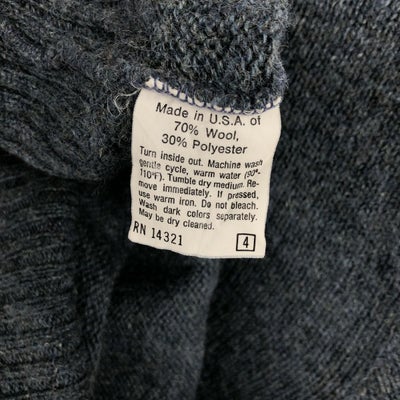 Made in U.S.A. of
70% Wool,
30% Polyester
Turn inside out. Machine wash
gentle cycle, warm water (90°-
110°F). Tumble dry medium. Re-
move immediately. If pressed,
use warm iron. Do not bleach.
Wash dark colors separately.
May be dry cleaned.
RN 14321
4